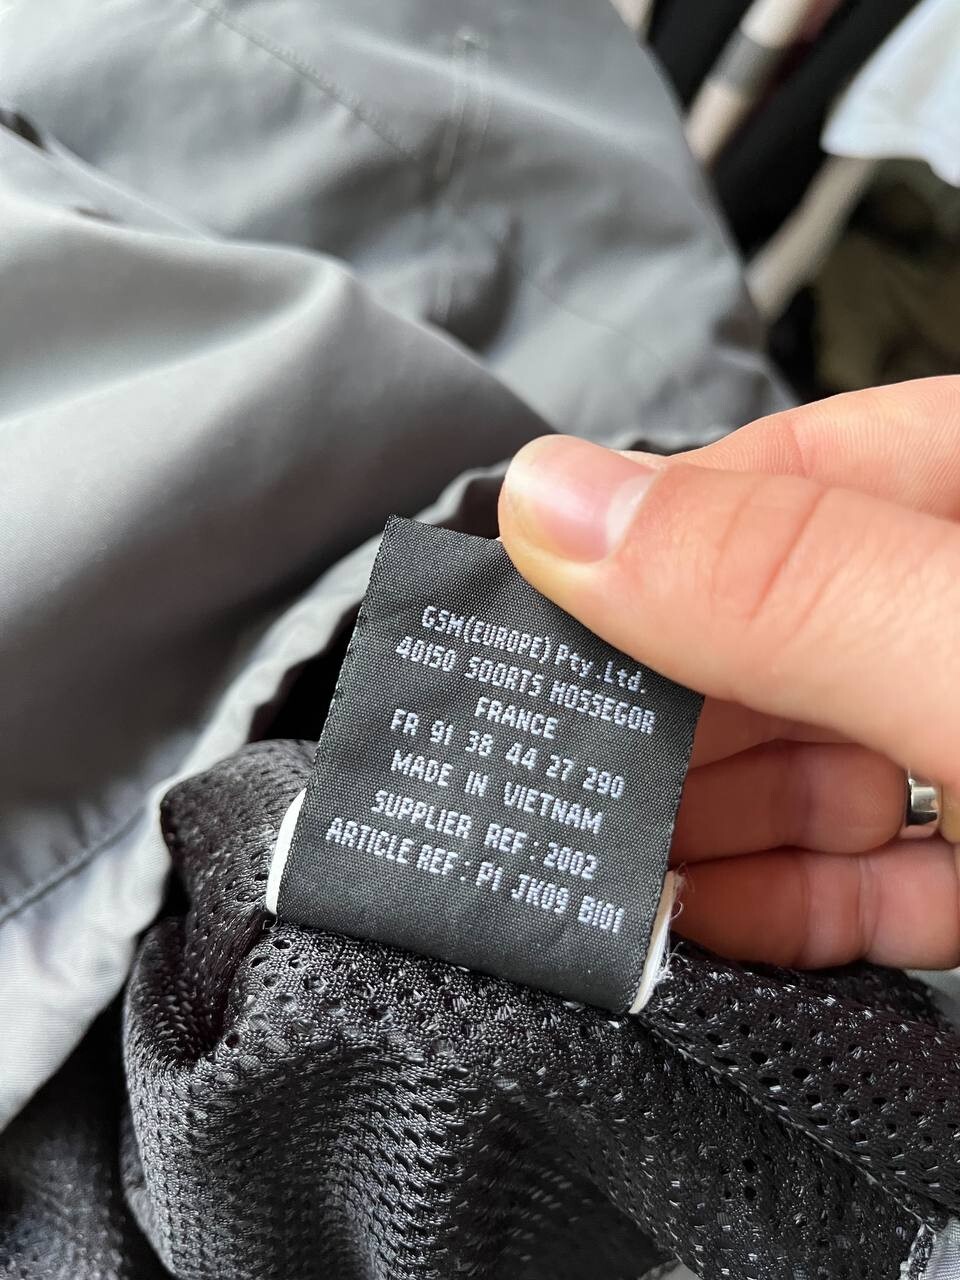 GSM(EUROPE) Pty.Ltd.
40150 SOORTS HOSSEGOR
FRANCE
FR 91 38 44 27 290
MADE IN VIETNAM
SUPPLIER REF : 2002
ARTICLE REF : P1 JK09 BI01